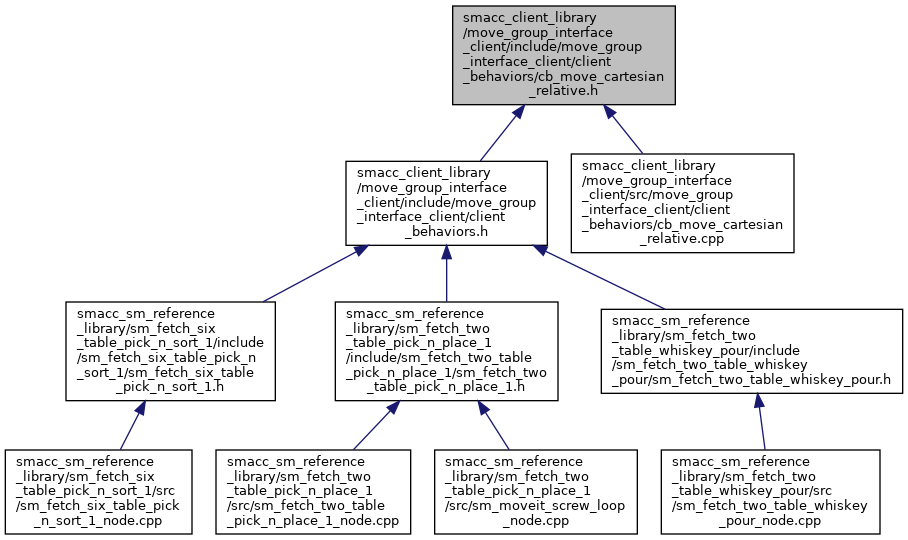 smacc_client_library
/move_group_interface
_client/include/move_group
_interface_client/client
_behaviors/cb_move_cartesian
_relative.h
smacc_client_library
/move_group_interface
_client/include/move_group
_interface_client/client
_behaviors.h
smacc_client_library
/move_group_interface
_client/src/move_group
_interface_client/client
_behaviors/cb_move_cartesian
_relative.cpp
smacc_sm_reference
_library/sm_fetch_six
_table_pick_n_sort_1/include
/sm_fetch_six_table_pick_n
_sort_1/sm_fetch_six_table
_pick_n_sort_1.h
smacc_sm_reference
_library/sm_fetch_two
_table_pick_n_place_1
/include/sm_fetch_two_table
_pick_n_place_1/sm_fetch_two
_table_pick_n_place_1.h
smacc_sm_reference
_library/sm_fetch_two
_table_whiskey_pour/include
/sm_fetch_two_table_whiskey
_pour/sm_fetch_two_table_whiskey_pour.h
smacc_sm_reference
_library/sm_fetch_six
_table_pick_n_sort_1/src
/sm_fetch_six_table_pick
_n_sort_1_node.cpp
smacc_sm_reference
_library/sm_fetch_two
_table_pick_n_place_1
/src/sm_fetch_two_table
_pick_n_place_1_node.cpp
smacc_sm_reference
_library/sm_fetch_two
_table_pick_n_place_1
/src/sm_moveit_screw_loop
_node.cpp
smacc_sm_reference
_library/sm_fetch_two
_table_whiskey_pour/src
/sm_fetch_two_table_whiskey
_pour_node.cpp